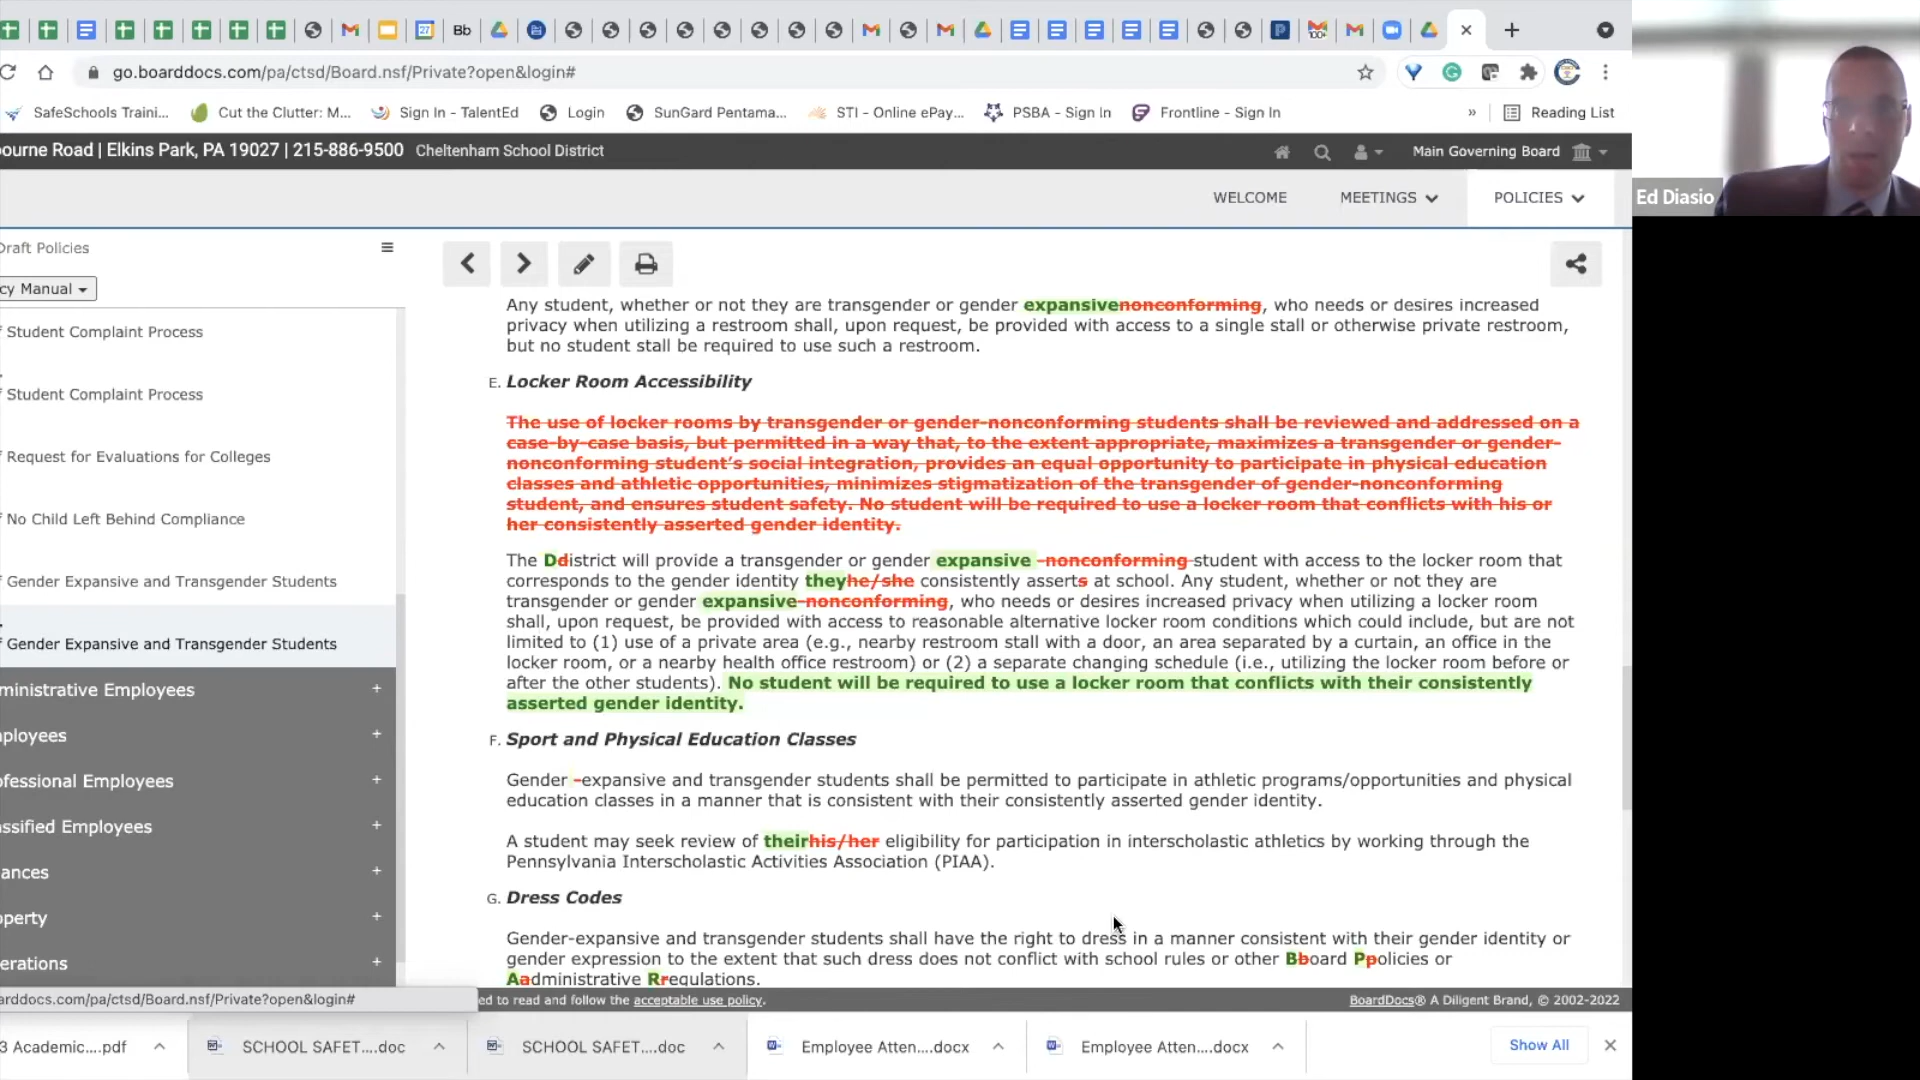 Bb
100+
27
go.boarddocs.com/pa/ctsd/Board.nsf/Private?open&login#
SafeSchools Traini...
Cut the Clutter: M...
Sign In - TalentEd
Login
SunGard Pentama...
STI - Online ePay...
PSBA - Sign In
Frontline - Sign In
»
Reading List
ourne Road | Elkins Park, PA 19027 | 215-886-9500 Cheltenham School District
Main Governing Board
WELCOME
MEETINGS
POLICIES
Ed Diasio
Draft Policies
cy Manual
Student Complaint Process
Student Complaint Process
Request for Evaluations for Colleges
No Child Left Behind Compliance
Gender Expansive and Transgender Students
Gender Expansive and Transgender Students
ministrative Employees +
ployees +
ofessional Employees +
assified Employees +
ances +
operty +
erations +
Any student, whether or not they are transgender or gender expansivenonconforming, who needs or desires increased
privacy when utilizing a restroom shall, upon request, be provided with access to a single stall or otherwise private restroom,
but no student stall be required to use such a restroom.
E. Locker Room Accessibility
The use of locker rooms by transgender or gender-nonconforming students shall be reviewed and addressed on a
case-by-case basis, but permitted in a way that, to the extent appropriate, maximizes a transgender or gender-
nonconforming student's social integration, provides an equal opportunity to participate in physical education
classes and athletic opportunities, minimizes stigmatization of the transgender of gender-nonconforming
student, and ensures student safety. No student will be required to use a locker room that conflicts with his or
her consistently asserted gender identity.
The Ddistrict will provide a transgender or gender expansive -nonconforming student with access to the locker room that
corresponds to the gender identity theyhe/she consistently asserts at school. Any student, whether or not they are
transgender or gender expansive-nonconforming, who needs or desires increased privacy when utilizing a locker room
shall, upon request, be provided with access to reasonable alternative locker room conditions which could include, but are not
limited to (1) use of a private area (e.g., nearby restroom stall with a door, an area separated by a curtain, an office in the
locker room, or a nearby health office restroom) or (2) a separate changing schedule (i.e., utilizing the locker room before or
after the other students). No student will be required to use a locker room that conflicts with their consistently
asserted gender identity.
F. Sport and Physical Education Classes
Gender -expansive and transgender students shall be permitted to participate in athletic programs/opportunities and physical
education classes in a manner that is consistent with their consistently asserted gender identity.
A student may seek review of theirhis/her eligibility for participation in interscholastic athletics by working through the
Pennsylvania Interscholastic Activities Association (PIAA).
G. Dress Codes
Gender-expansive and transgender students shall have the right to dress in a manner consistent with their gender identity or
gender expression to the extent that such dress does not conflict with school rules or other Bboard Ppolicies or
Aadministrative Rregulations.
arddocs.com/pa/ctsd/Board.nsf/Private?open&login#
ed to read and follow the acceptable use policy.
BoardDocs® A Diligent Brand, © 2002-2022
3 Academic....pdf
SCHOOL SAFET....doc
SCHOOL SAFET....doc
Employee Atten....docx
Employee Atten....docx
Show All